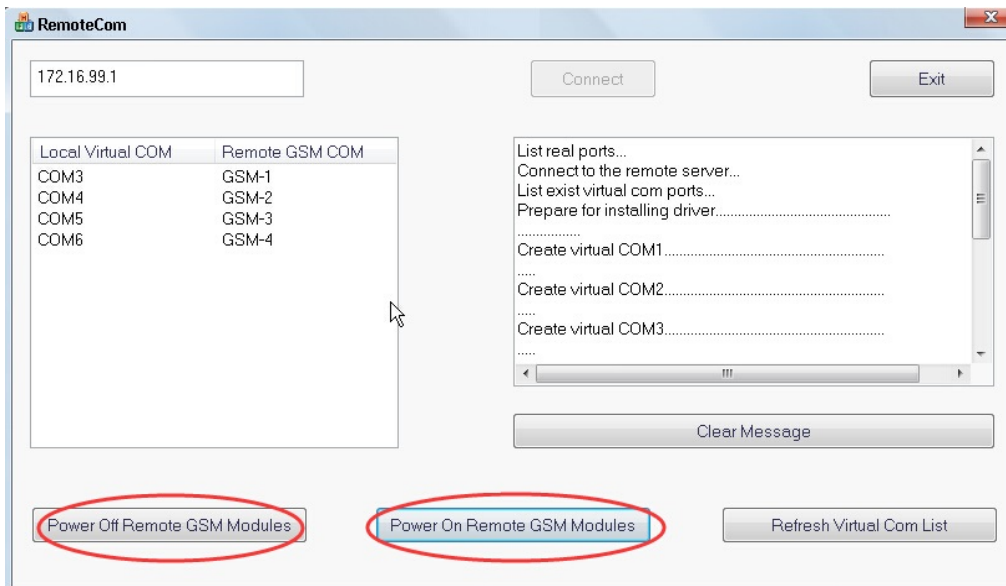 RemoteCom
172.16.99.1
Connect
Exit
Local Virtual COM Remote GSM COM
COM3 GSM-1
COM4 GSM-2
COM5 GSM-3
COM6 GSM-4
List real ports...
Connect to the remote server...
List exist virtual com ports...
Prepare for installing driver..................................................
..................
Create virtual COM1...............................................................
.....
Create virtual COM2...............................................................
.....
Create virtual COM3...............................................................
.....
Clear Message
Power Off Remote GSM Modules
Power On Remote GSM Modules
Refresh Virtual Com List